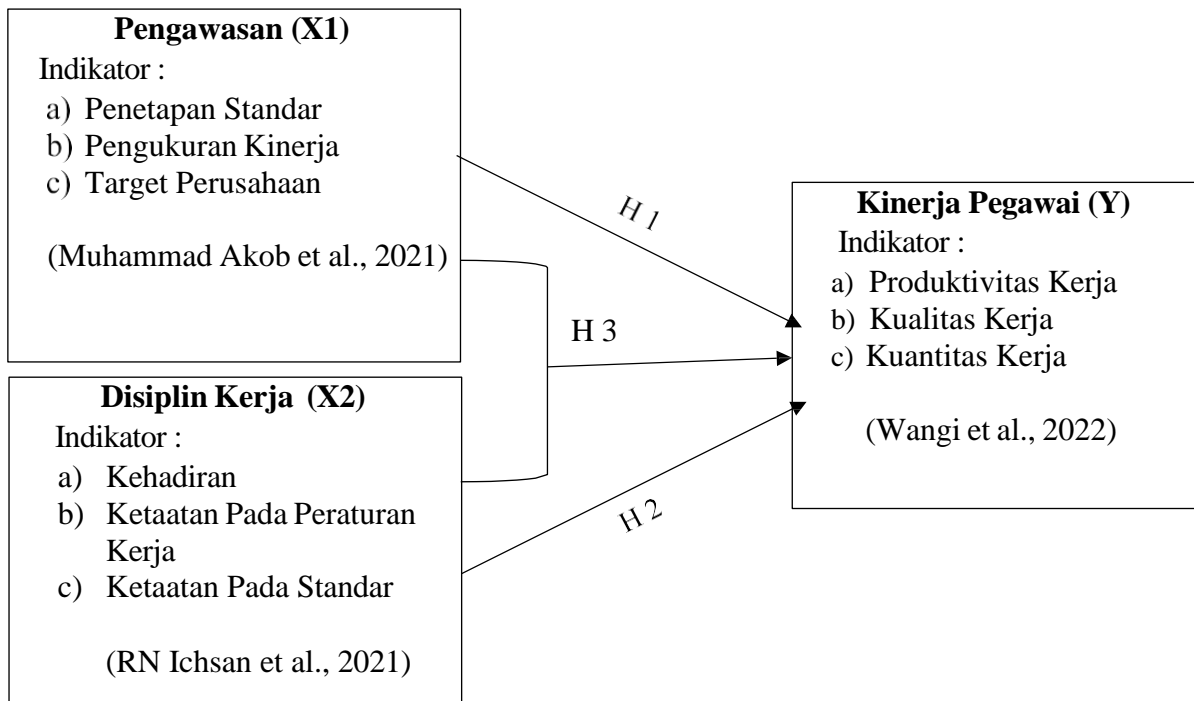 Pengawasan (X1)
Indikator :
a) Penetapan Standar
b) Pengukuran Kinerja
c) Target Perusahaan
(Muhammad Akob et al., 2021)
Disiplin Kerja (X2)
Indikator :
a) Kehadiran
b) Ketaatan Pada Peraturan
Kerja
c) Ketaatan Pada Standar
(RN Ichsan et al., 2021)
H 1
H 3
H 2
Kinerja Pegawai (Y)
Indikator :
a) Produktivitas Kerja
b) Kualitas Kerja
c) Kuantitas Kerja
(Wangi et al., 2022)